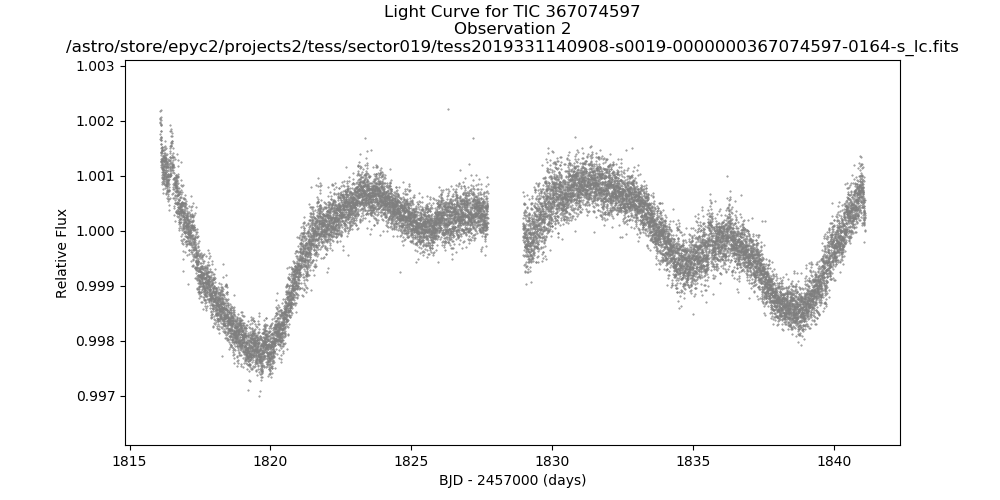 Light Curve for TIC 367074597
Observation 2
/astro/store/epyc2/projects2/tess/sector019/tess2019331140908-s0019-0000000367074597-0164-s_lc.fits
1.003
1.002
1.001
1.000
0.999
0.998
0.997
Relative Flux
1815
1820
1825
1830
1835
1840
BJD - 2457000 (days)